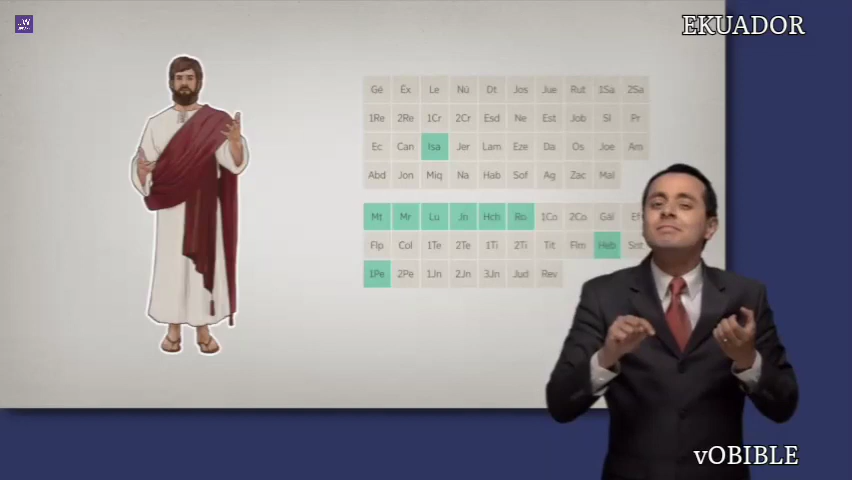 EKUADOR
Gé Éx Le Nú Dt Jos Jue Rut 1Sa 2Sa
1Re 2Re 1Cr 2Cr Esd Ne Est Job Sl Pr
Ec Can Isa Jer Lam Eze Da Os Joe Am
Abd Jon Miq Na Hab Sof Ag Zac Mal
Mt Mr Lu Jn Hch Ro 1Co 2Co Gál
Flp Col 1Te 2Te 1Ti 2Ti Tit Flm Heb Snt
1Pe 2Pe 1Jn 2Jn 3Jn Jud Rev
vOBIBLE